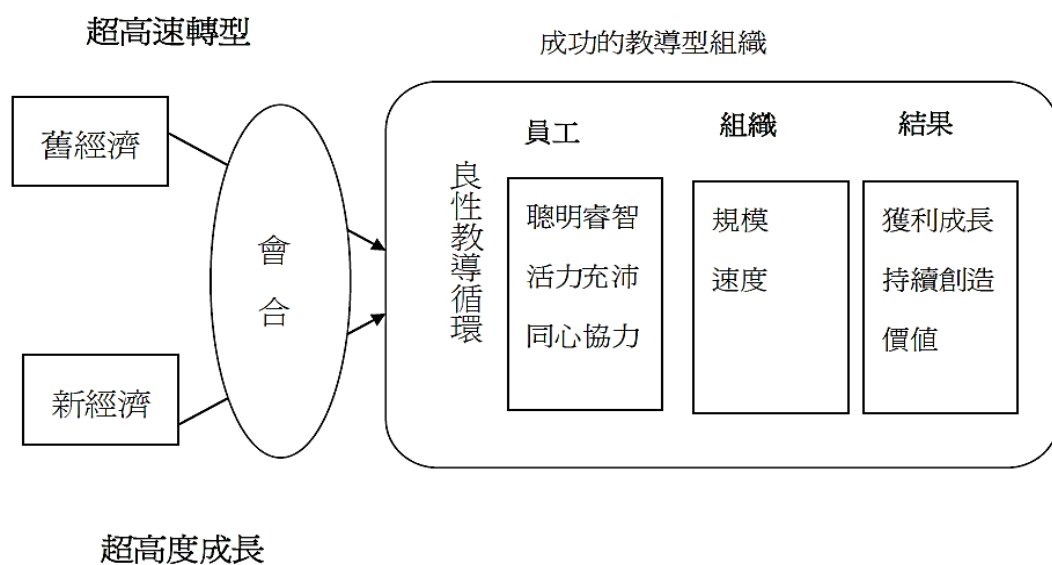 超高速轉型
成功的教導型組織
舊經濟
新經濟
會
合
良性教導循環
員工
聰明睿智
活力充沛
同心協力
組織
規模
速度
結果
獲利成長
持續創造
價值
超高度成長